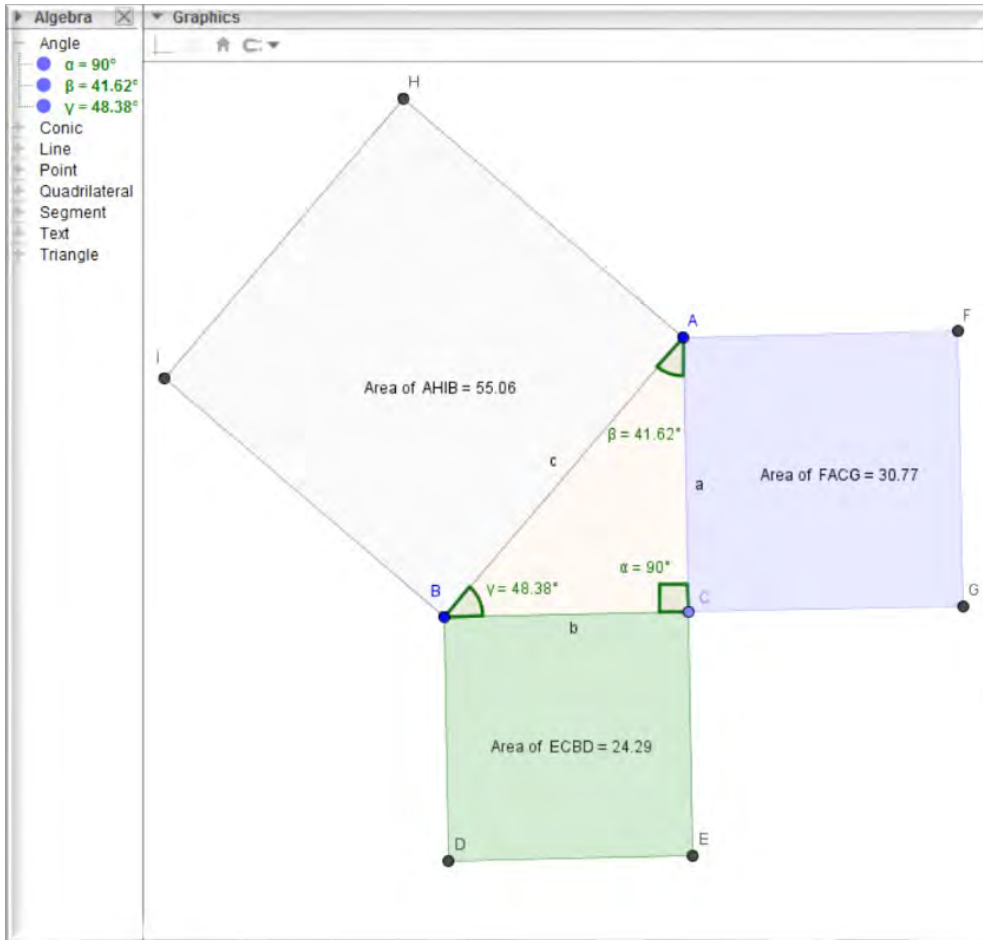 Algebra
Graphics
Angle
α = 90°
β = 41.62°
γ = 48.38°
Conic
Line
Point
Quadrilateral
Segment
Text
Triangle
H
A
F
I
Area of AHIB = 55.06
β = 41.62°
c
a
Area of FACG = 30.77
α = 90°
B
γ = 48.38°
C
G
b
Area of ECBD = 24.29
D
E